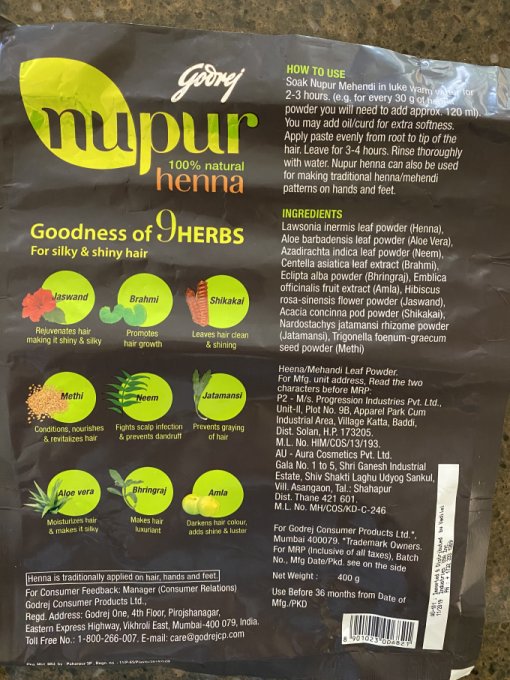 Godrej
nupur
100% natural
henna
Goodness of 9 HERBS
For silky & shiny hair
Jaswand
Rejuvenates hair
making it shiny & silky
Brahmi
Promotes
hair growth
Shikakai
Leaves hair clean
& shining
Methi
Conditions, nourishes
& revitalizes hair
Neem
Fights scalp infection
& prevents dandruff
Jatamansi
Prevents graying
of hair
Aloe vera
Moisturizes hair
& makes it silky
Bhringraj
Makes hair
luxuriant
Amla
Darkens hair colour,
adds shine & luster
Henna is traditionally applied on hair, hands and feet.
For Consumer Feedback: Manager (Consumer Relations)
Godrej Consumer Products Ltd.,
Regd. Address: Godrej One, 4th Floor, Pirojshanagar,
Eastern Express Highway, Vikhroli East, Mumbai-400 079, India.
Toll Free No.: 1-800-266-007. E-mail: care@godrejcp.com
HOW TO USE
Soak Nupur Mehendi in luke warm water for
2-3 hours. (e.g. for every 30 g of
powder you will need to add approx. 120 ml).
You may add oil/curd for extra softness.
Apply paste evenly from root to tip of the
hair. Leave for 3-4 hours. Rinse thoroughly
with water. Nupur henna can also be used
for making traditional henna/mehendi
patterns on hands and feet.
INGREDIENTS
Lawsonia inermis leaf powder (Henna),
Aloe barbadensis leaf powder (Aloe Vera),
Azadirachta indica leaf powder (Neem),
Centella asiatica leaf extract (Brahmi),
Eclipta alba powder (Bhringraj), Emblica
officinalis fruit extract (Amla), Hibiscus
rosa-sinensis flower powder (Jaswand),
Acacia concinna pod powder (Shikakai),
Nardostachys jatamansi rhizome powder
(Jatamansi), Trigonella foenum-graecum
seed powder (Methi)
Heena/Mehandi Leaf Powder.
For Mfg. unit address, Read the two
characters before MRP:
P2 - M/s. Progression Industries Pvt. Ltd.,
Unit-II, Plot No. 9B, Apparel Park Cum
Industrial Area, Village Katta, Baddi,
Dist. Solan, H.P. 173205.
M.L. No. HIM/COS/13/193.
AU - Aura Cosmetics Pvt. Ltd.
Gala No. 1 to 5, Shri Ganesh Industrial
Estate, Shiv Shakti Laghu Udyog Sankul,
Vill. Asangaon, Tal.: Shahapur
Dist. Thane 421 601.
M.L. No. MH/COS/KD-C-246
For Godrej Consumer Products Ltd.*,
Mumbai 400079. *Trademark Owners.
For MRP (Inclusive of all taxes), Batch
No., Mfg Date/Pkd. see on the side
Net Weight : 400 g
Use Before 36 months from Date of
Mfg./PKD
8 901023 004827